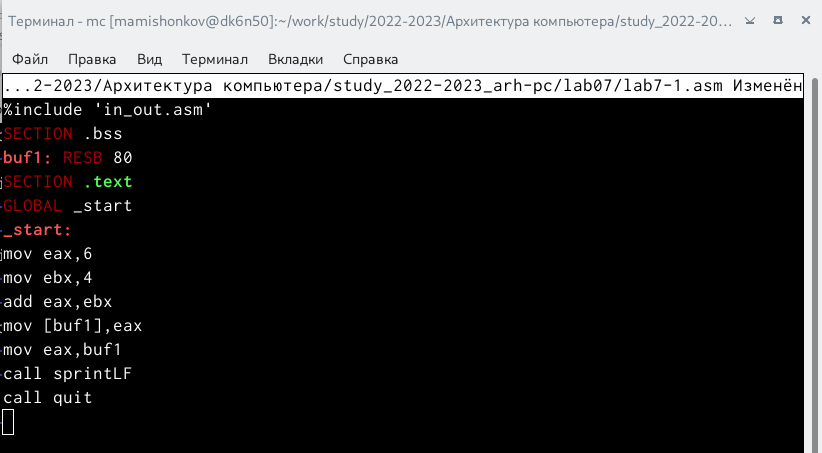 Терминал - mc [mamishonkov@dk6n50]:~/work/study/2022-2023/Архитектура компьютера/study_2022-20...
Файл Правка Вид Терминал Вкладки Справка
...2-2023/Архитектура компьютера/study_2022-2023_arh-pc/lab07/lab7-1.asm Изменён
%include 'in_out.asm'
SECTION .bss
buf1: RESB 80
SECTION .text
GLOBAL _start
_start:
mov eax,6
mov ebx,4
add eax,ebx
mov [buf1],eax
mov eax,buf1
call sprintLF
call quit